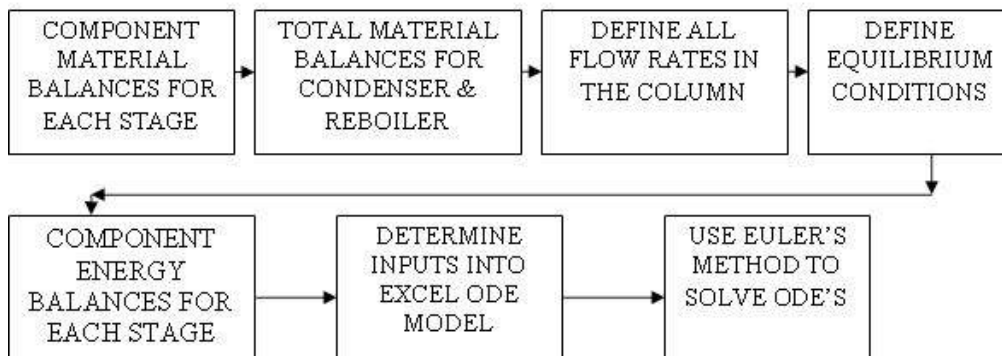 COMPONENT
MATERIAL
BALANCES FOR
EACH STAGE
TOTAL MATERIAL
BALANCES FOR
CONDENSER &
REBOILER
DEFINE ALL
FLOW RATES IN
THE COLUMN
DEFINE
EQUILIBRIUM
CONDITIONS
COMPONENT
ENERGY
BALANCES FOR
EACH STAGE
DETERMINE
INPUTS INTO
EXCEL ODE
MODEL
USE EULER'S
METHOD TO
SOLVE ODE'S